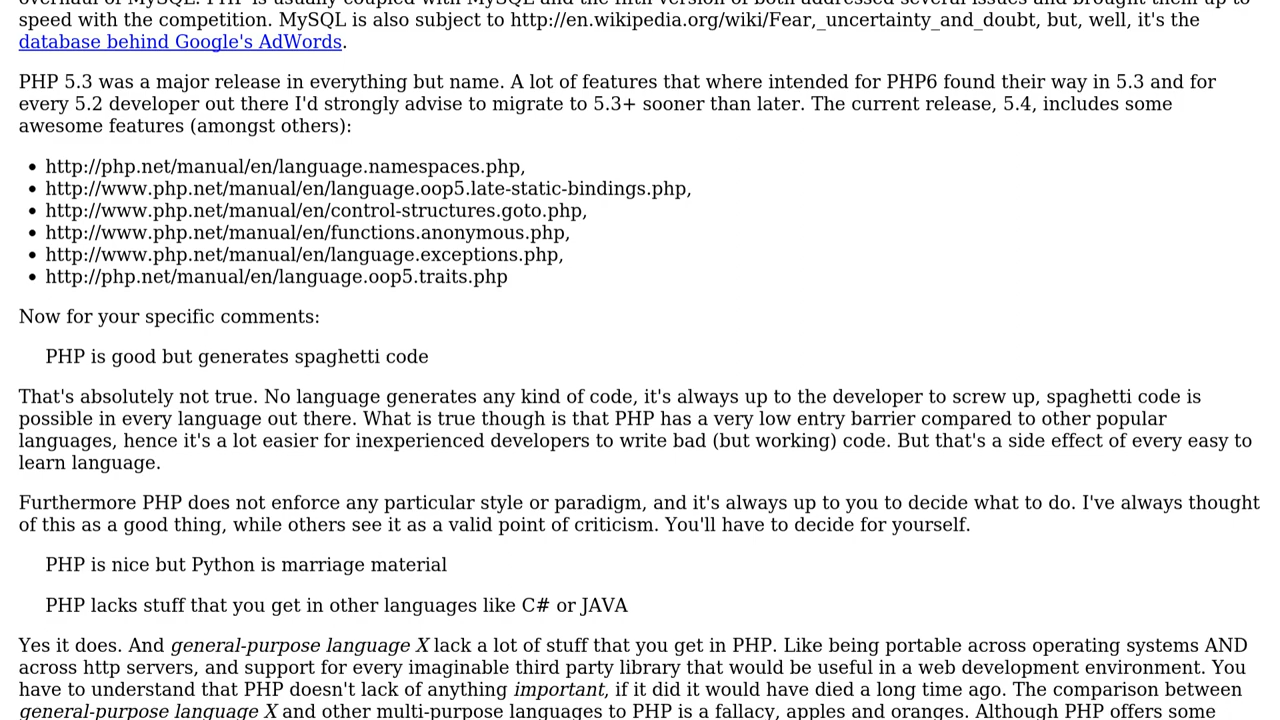 speed with the competition. MySQL is also subject to http://en.wikipedia.org/wiki/Fear,_uncertainty_and_doubt, but, well, it's the
database behind Google's AdWords.
PHP 5.3 was a major release in everything but name. A lot of features that where intended for PHP6 found their way in 5.3 and for
every 5.2 developer out there I'd strongly advise to migrate to 5.3+ sooner than later. The current release, 5.4, includes some
awesome features (amongst others):
• http://php.net/manual/en/language.namespaces.php,
• http://www.php.net/manual/en/language.oop5.late-static-bindings.php,
• http://www.php.net/manual/en/control-structures.goto.php,
• http://www.php.net/manual/en/functions.anonymous.php,
• http://www.php.net/manual/en/language.exceptions.php,
• http://php.net/manual/en/language.oop5.traits.php
Now for your specific comments:
PHP is good but generates spaghetti code
That's absolutely not true. No language generates any kind of code, it's always up to the developer to screw up, spaghetti code is
possible in every language out there. What is true though is that PHP has a very low entry barrier compared to other popular
languages, hence it's a lot easier for inexperienced developers to write bad (but working) code. But that's a side effect of every easy to
learn language.
Furthermore PHP does not enforce any particular style or paradigm, and it's always up to you to decide what to do. I've always thought
of this as a good thing, while others see it as a valid point of criticism. You'll have to decide for yourself.
PHP is nice but Python is marriage material
PHP lacks stuff that you get in other languages like C# or JAVA
Yes it does. And general-purpose language X lack a lot of stuff that you get in PHP. Like being portable across operating systems AND
across http servers, and support for every imaginable third party library that would be useful in a web development environment. You
have to understand that PHP doesn't lack of anything important, if it did it would have died a long time ago. The comparison between
general-purpose language X and other multi-purpose languages to PHP is a fallacy, apples and oranges. Although PHP offers some